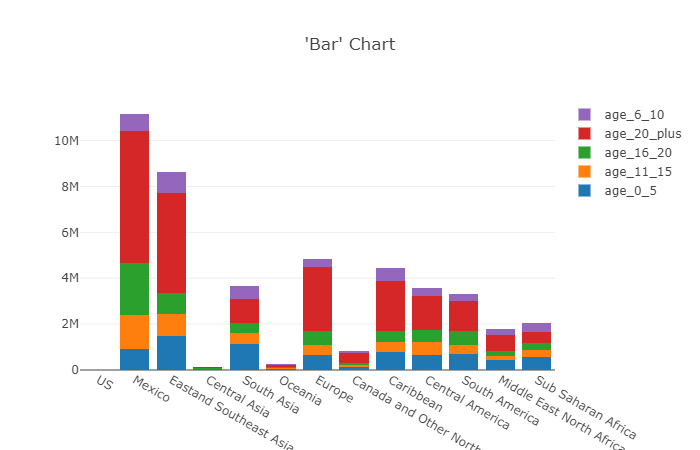 'Bar' Chart
age_6_10
age_20_plus
age_16_20
age_11_15
age_0_5
10M
8M
6M
4M
2M
0
US
Mexico
Eastand Southeast Asia
Central Asia
South Asia
Oceania
Europe
Canada and Other North
Caribbean
Central America
South America
Middle East North Africa
Sub Saharan Africa